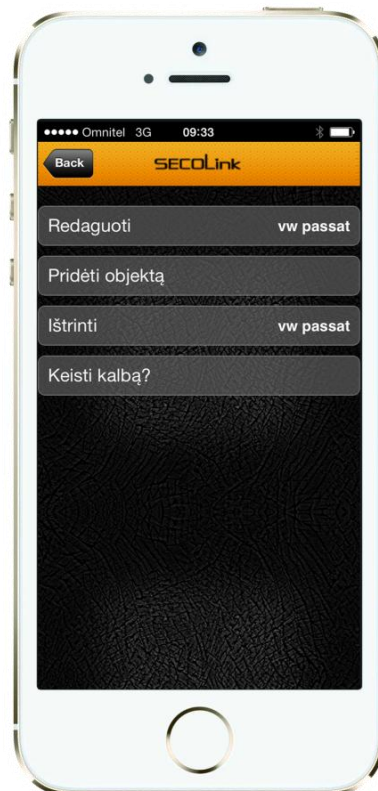 Omnitel 3G 09:33
Back SECOLink
Redaguoti vw passat
Pridėti objektą
Ištrinti vw passat
Keisti kalbą?